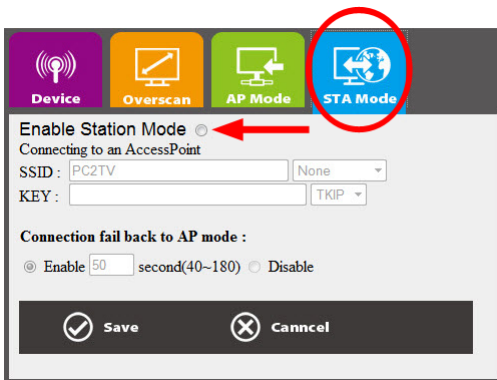 Device Overscan AP Mode STA Mode
Enable Station Mode
Connecting to an AccessPoint
SSID : PC2TV None
KEY : TKIP
Connection fail back to AP mode :
Enable 50 second(40~180) Disable
Save Canncel